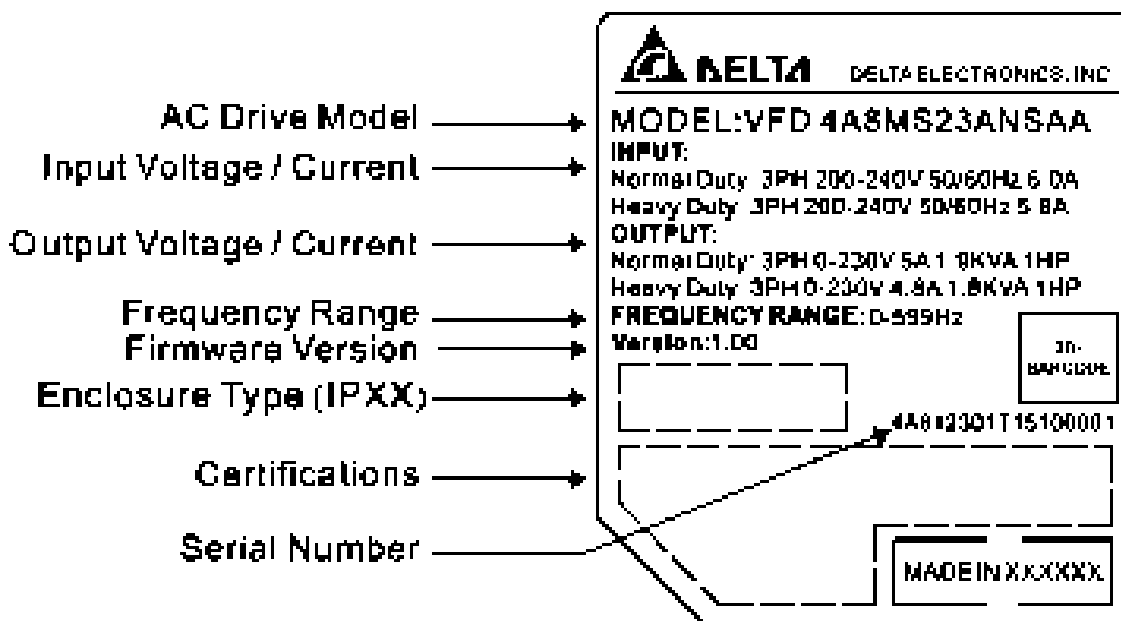 DELTA DELTA ELECTRONICS. INC
AC Drive Model
MODEL:VFD 4A8MS23ANSAA
Input Voltage / Current
INPUT:
Normal Duty: 3PH 200-240V 50/60Hz 6.0A
Heavy Duty: 3PH 200-240V 50/60Hz 5.8A
Output Voltage / Current
OUTPUT:
Normal Duty: 3PH 0-230V 5A 1.9KVA 1HP
Heavy Duty: 3PH 0-230V 4.8A 1.8KVA 1HP
Frequency Range
FREQUENCY RANGE: 0-599Hz
Firmware Version
Version:1.00
BARCODE
Enclosure Type (IPXX)
Certifications
Serial Number
MADE IN XXXXXX